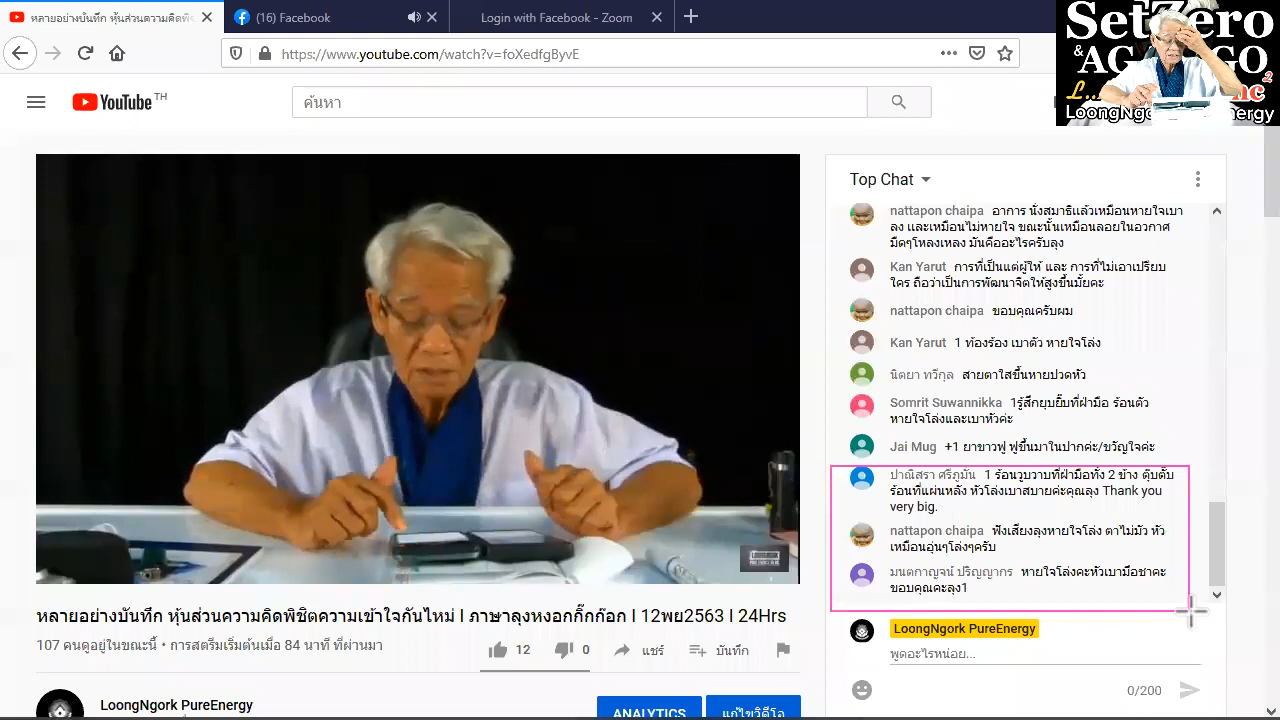 หลายอย่างบันทึก หุ้นส่วนความคิดพิชิ
(16) Facebook
Login with Facebook - Zoom
https://www.youtube.com/watch?v=foXedfgByvE
SetZero
&
LoongNgork
nergy
YouTube TH
ค้นหา
Top Chat
nattapon chaipa อาการ นั่งสมาธิแล้วเหมือนหายใจเบา
ลง และเหมือนไม่หายใจ ขณะนั้นเหมือนลอยในอวกาศ
มืดๆโหลงเหลง มันคืออะไรครับลุง
Kan Yarut การที่เป็นแต่ผู้ให้ และ การที่ไม่เอาเปรียบ
ใคร ถือว่าเป็นการพัฒนาจิตให้สูงขึ้นมั้ยคะ
nattapon chaipa ขอบคุณครับผม
Kan Yarut 1 ท้องร้อง เบาตัว หายใจโล่ง
นิตยา ทวีกุล สายตาใสขึ้นหายปวดหัว
Somrit Suwannikka 1รู้สึกยุบยิ๊บที่ฝ่ามือ ร้อนตัว
หายใจโล่งและเบาหัวค่ะ
Jai Mug +1 ยาขาวฟู ฟูขึ้นมาในปากค่ะ/ขวัญใจค่ะ
ปาณิสรา ศรีภูมัน 1 ร้อนวูบวาบที่ฝ่ามือทั้ง 2 ข้าง ตุ๊บตั๊บ
ร้อนที่แผ่นหลัง หัวโล่งเบาสบายค่ะคุณลุง Thank you
very big.
nattapon chaipa ฟังเสียงลุงหายใจโล่ง ตาไม่มัว หัว
เหมือนอุ่นๆโล่งๆครับ
มนตกาญจน์ ปริญญากร หายใจโล่งคะหัวเบามือชาคะ
ขอบคุณคะลุง1
LoongNgork PureEnergy
พูดอะไรหน่อย...
0/200
หลายอย่างบันทึก หุ้นส่วนความคิดพิชิตความเข้าใจกันไหม่ l ภาษาลุงหงอกกิ๊กก๊อก l 12พย2563 l 24Hrs
107 คนดูอยู่ในขณะนี้ • การสตรีมเริ่มต้นเมื่อ 84 นาที ที่ผ่านมา
12
0
แชร์
บันทึก
LoongNgork PureEnergy
ANALYTICS
แก้ไขวิดีโอ